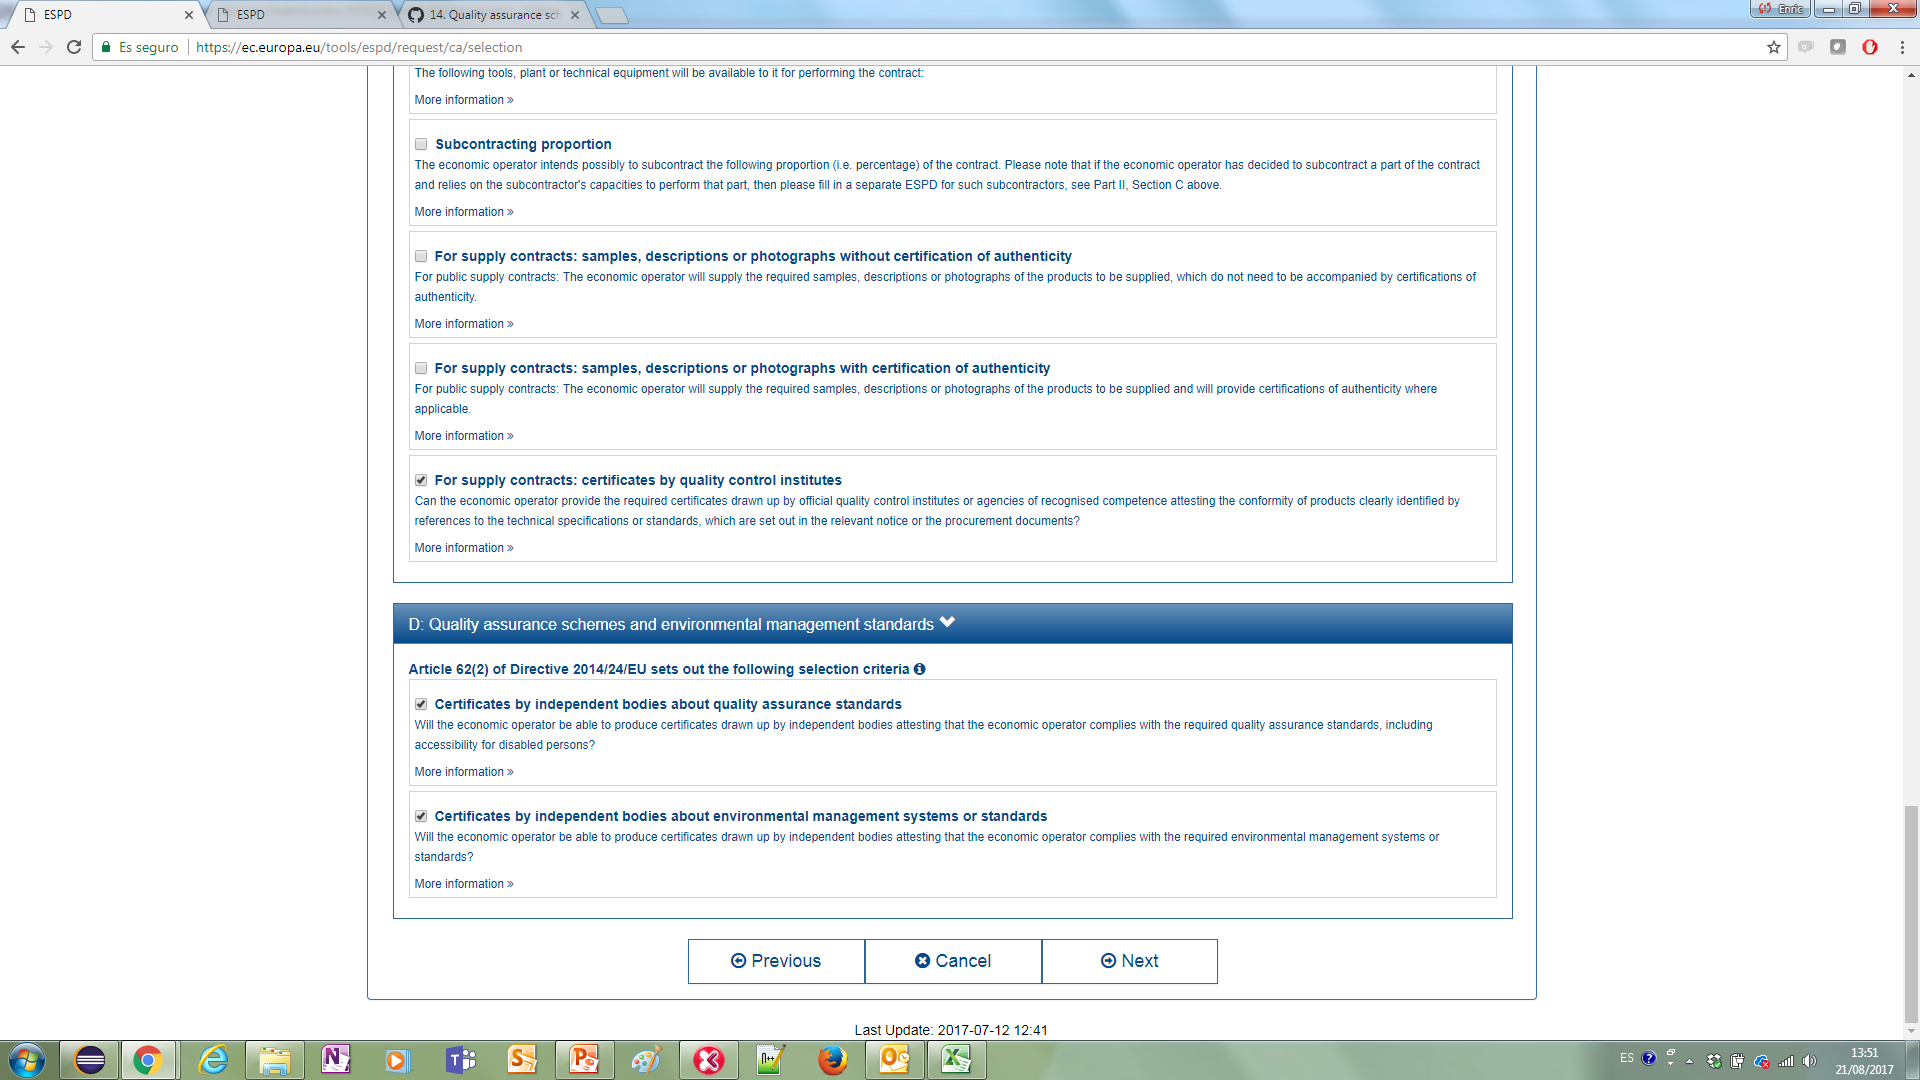 ESPD
ESPD
14. Quality assurance sch
Enric
Es seguro
https://ec.europa.eu/tools/espd/request/ca/selection
The following tools, plant or technical equipment will be available to it for performing the contract:
More information »
Subcontracting proportion
The economic operator intends possibly to subcontract the following proportion (i.e. percentage) of the contract. Please note that if the economic operator has decided to subcontract a part of the contract
and relies on the subcontractor's capacities to perform that part, then please fill in a separate ESPD for such subcontractors, see Part II, Section C above.
More information »
For supply contracts: samples, descriptions or photographs without certification of authenticity
For public supply contracts: The economic operator will supply the required samples, descriptions or photographs of the products to be supplied, which do not need to be accompanied by certifications of
authenticity.
More information »
For supply contracts: samples, descriptions or photographs with certification of authenticity
For public supply contracts: The economic operator will supply the required samples, descriptions or photographs of the products to be supplied and will provide certifications of authenticity where
applicable.
More information »
For supply contracts: certificates by quality control institutes
Can the economic operator provide the required certificates drawn up by official quality control institutes or agencies of recognised competence attesting the conformity of products clearly identified by
references to the technical specifications or standards, which are set out in the relevant notice or the procurement documents?
More information »
D: Quality assurance schemes and environmental management standards
Article 62(2) of Directive 2014/24/EU sets out the following selection criteria
Certificates by independent bodies about quality assurance standards
Will the economic operator be able to produce certificates drawn up by independent bodies attesting that the economic operator complies with the required quality assurance standards, including
accessibility for disabled persons?
More information »
Certificates by independent bodies about environmental management systems or standards
Will the economic operator be able to produce certificates drawn up by independent bodies attesting that the economic operator complies with the required environmental management systems or
standards?
More information »
Previous
Cancel
Next
Last Update: 2017-07-12 12:41
ES
13:51
21/08/2017